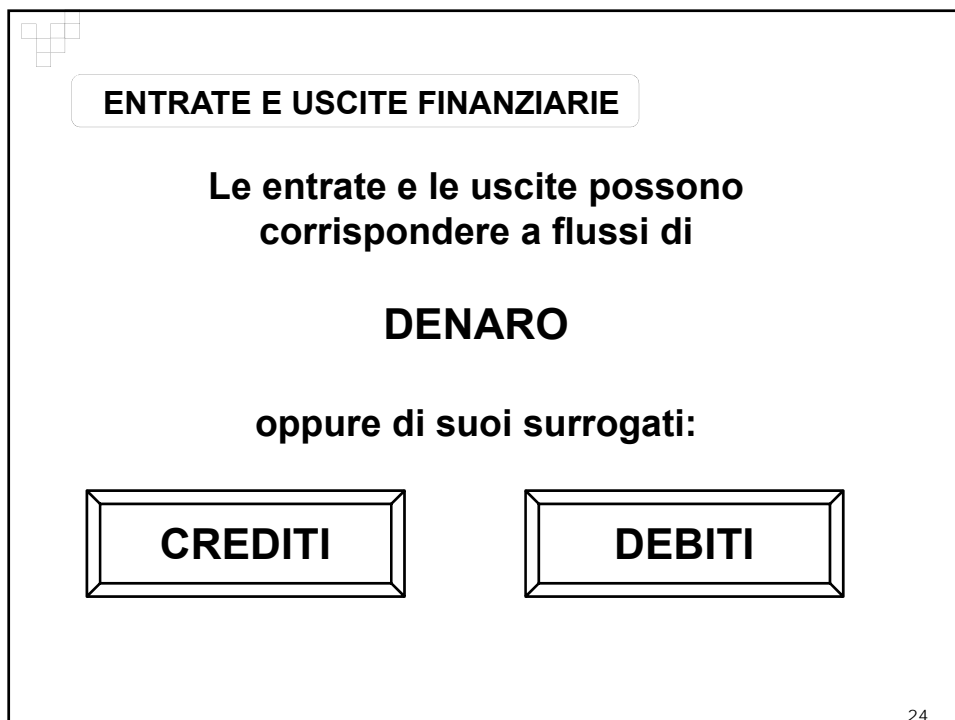 ENTRATE E USCITE FINANZIARIE
Le entrate e le uscite possono
corrispondere a flussi di
DENARO
oppure di suoi surrogati:
CREDITI
DEBITI
24